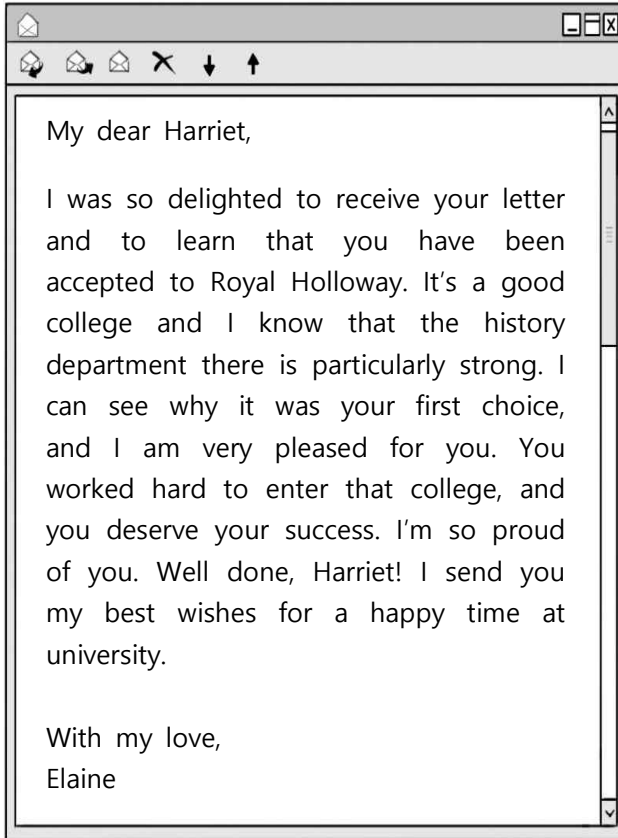 My dear Harriet,
I was so delighted to receive your letter
and to learn that you have been
accepted to Royal Holloway. It's a good
college and I know that the history
department there is particularly strong. I
can see why it was your first choice,
and I am very pleased for you. You
worked hard to enter that college, and
you deserve your success. I'm so proud
of you. Well done, Harriet! I send you
my best wishes for a happy time at
university.
With my love,
Elaine